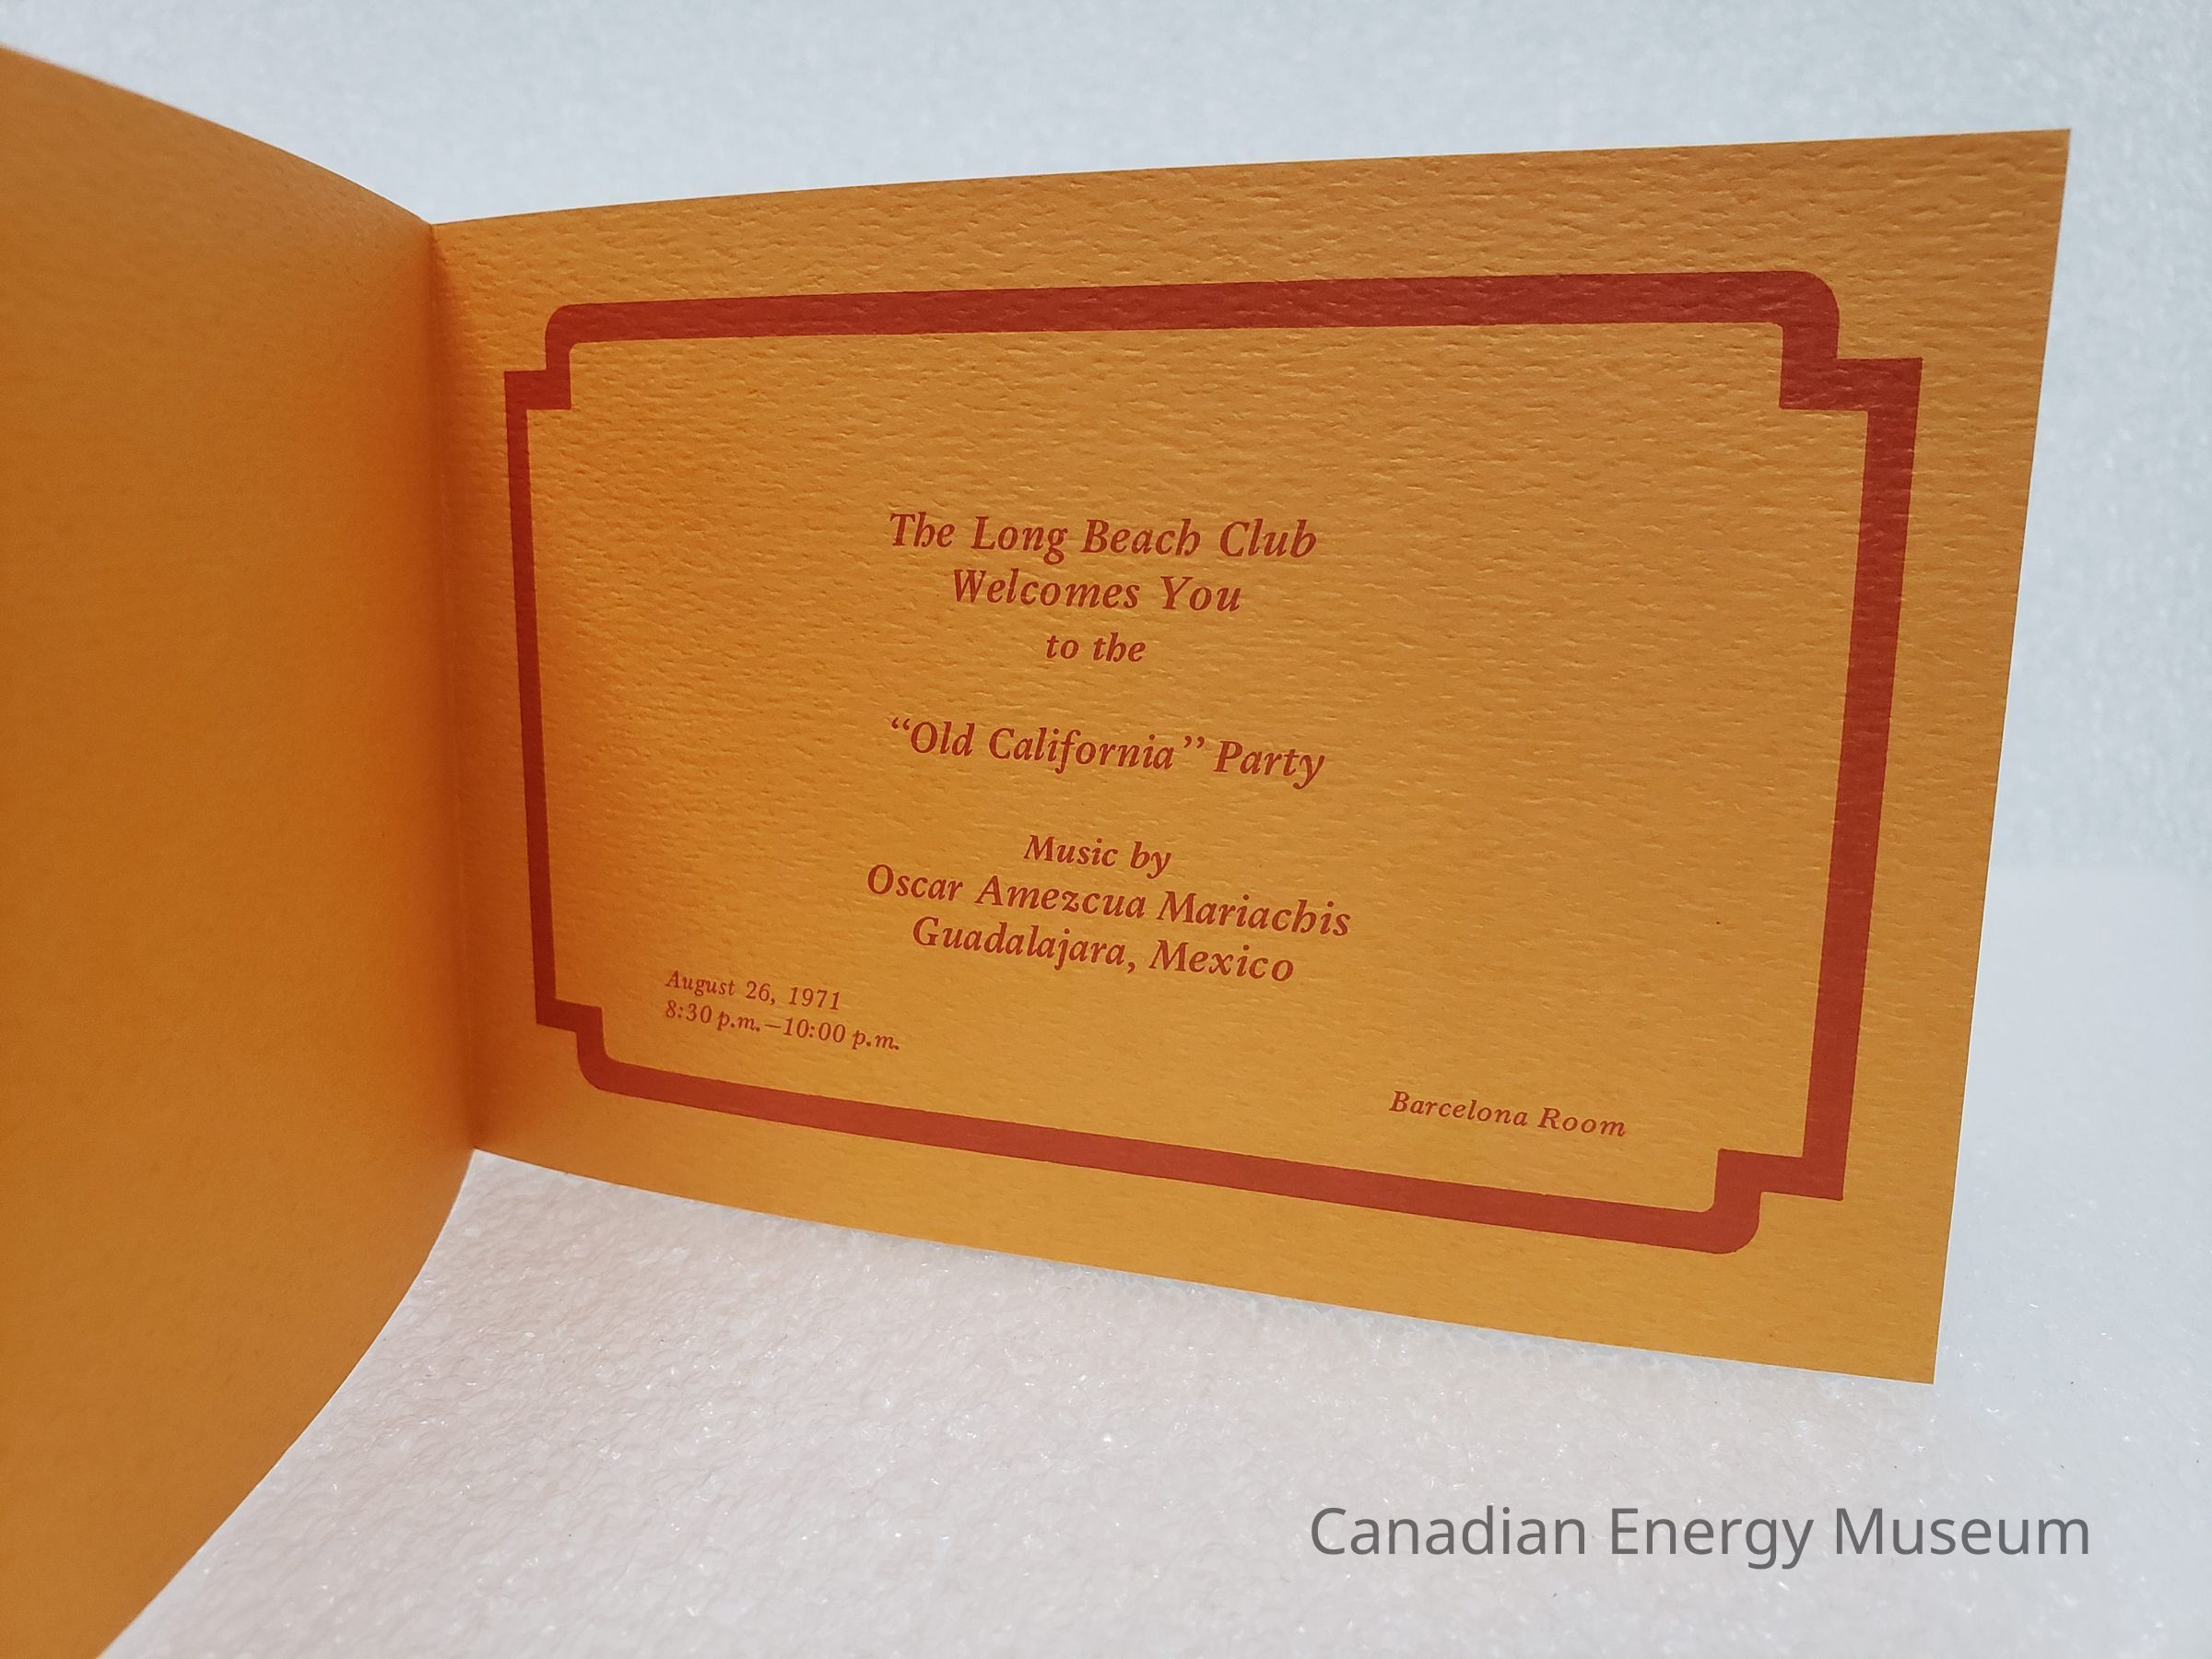 The Long Beach Club
Welcomes You
to the
“Old California” Party
Music by
Oscar Amezcua Mariachis
Guadalajara, Mexico
August 26, 1971
8:30 p.m.–10:00 p.m.
Barcelona Room
Canadian Energy Museum